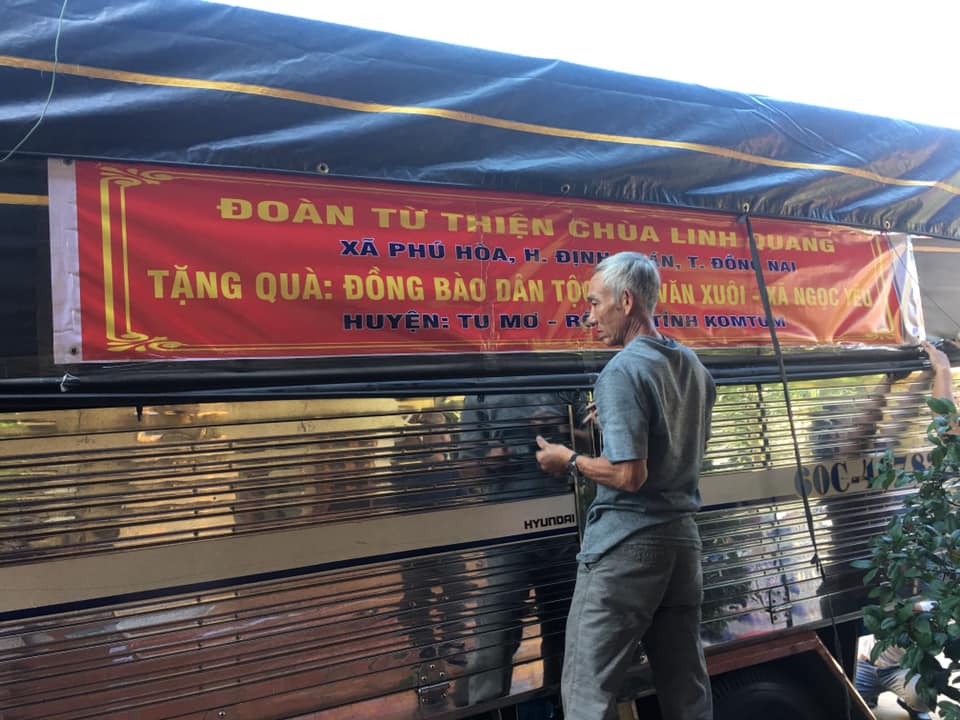 ĐOÀN TỪ THIỆN CHÙA LINH QUANG
XÃ PHÚ HÒA, H. ĐỊNH T. ĐỒNG NAI
TẶNG QUÀ: ĐỒNG BÀO DÂN TỘC VĂN XUÔI - XÃ NGỌC YÊU
HUYỆN: TU MƠ - TỈNH KOMTUM
HYUNDAI